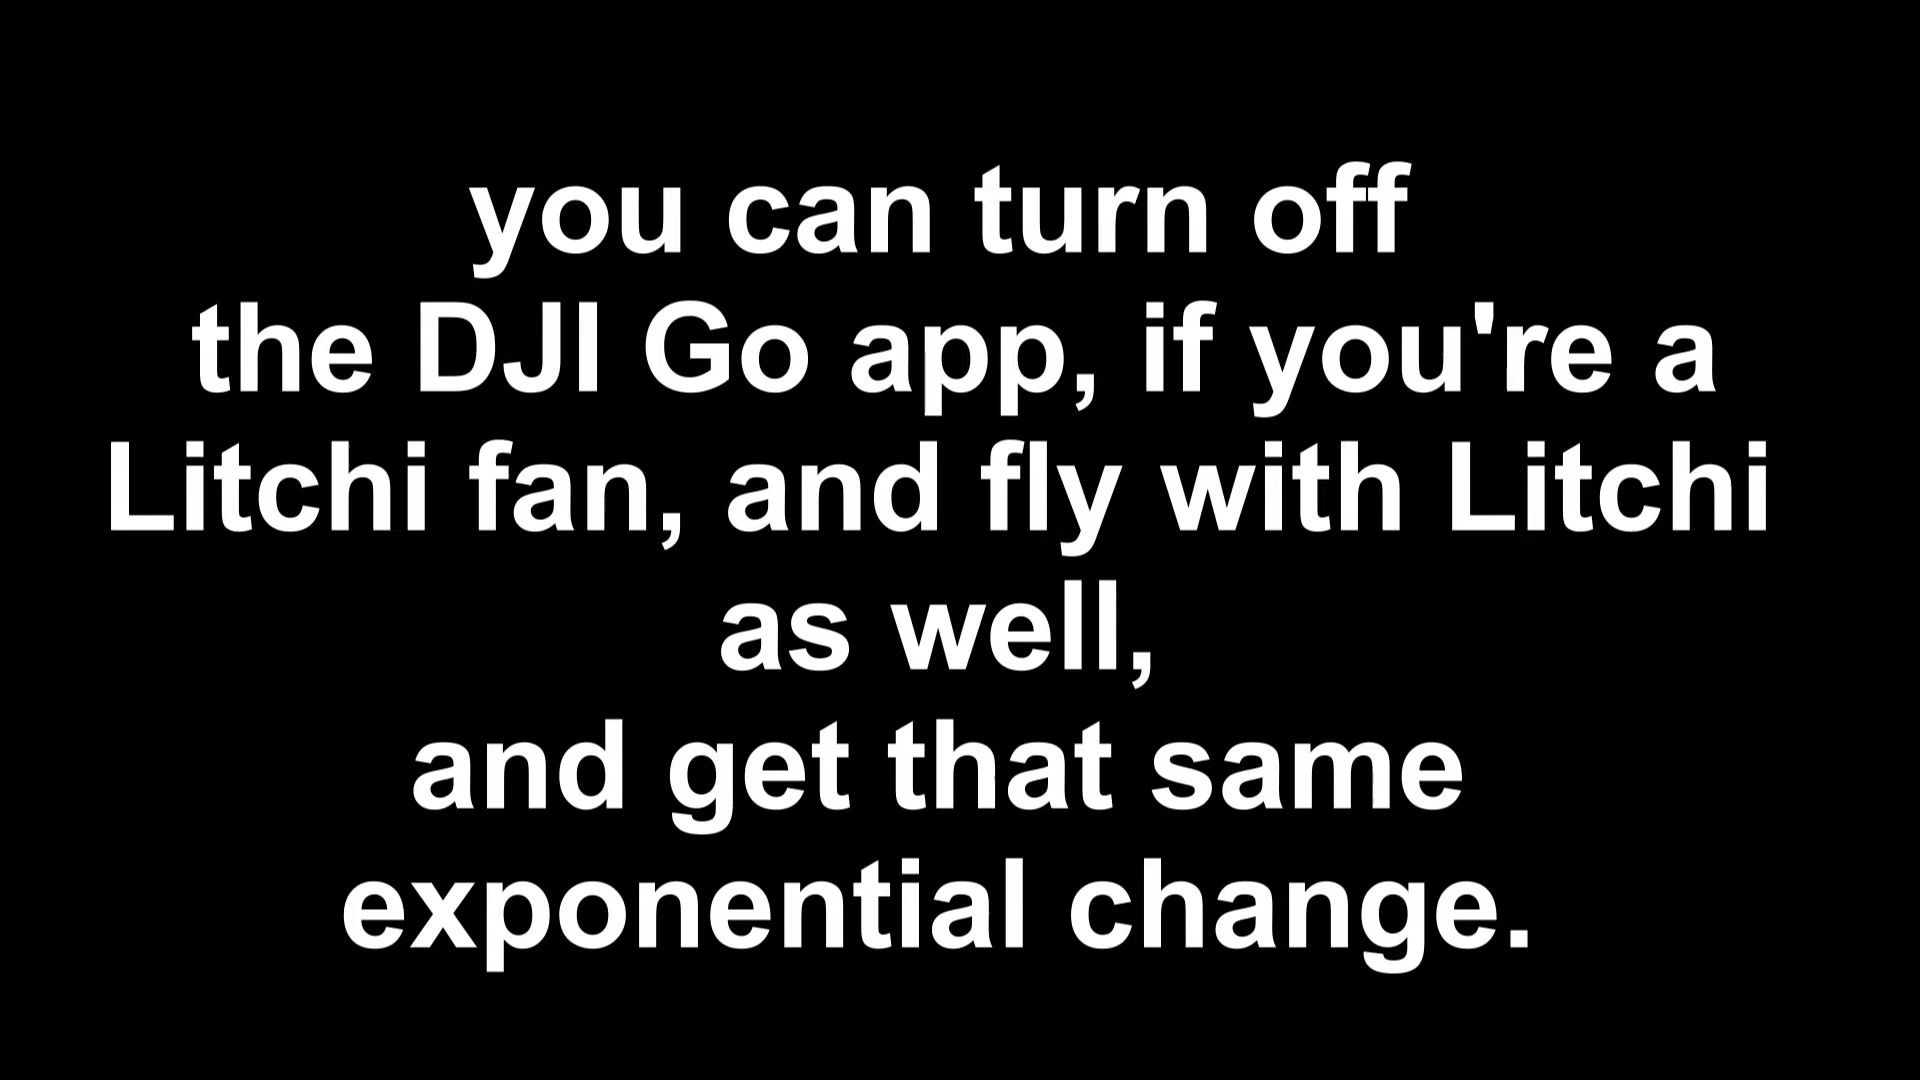 you can turn off
the DJI Go app, if you're a
Litchi fan, and fly with Litchi
as well,
and get that same
exponential change.